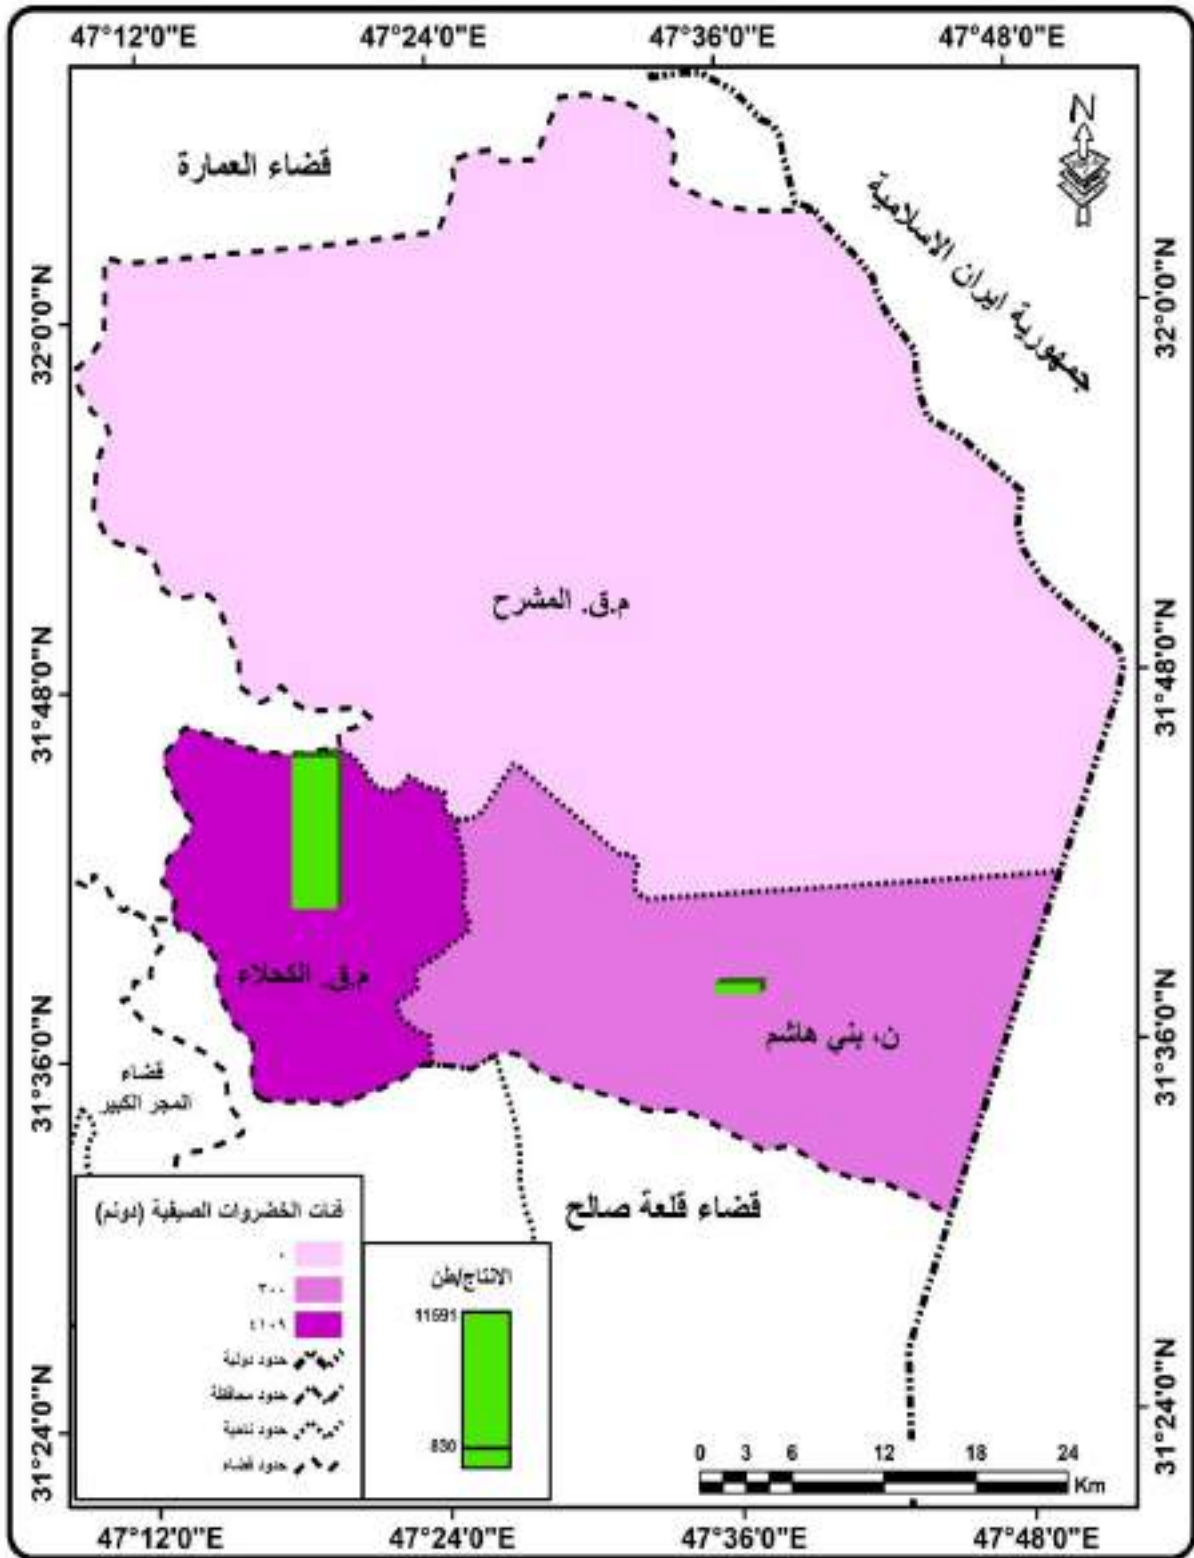 47°12'0"E 47°24'0"E 47°36'0"E 47°48'0"E
N
قضاء العمارة
جمهورية ايران الاسلامية
32°0'0"N
32°0'0"N
م.ق. المشرح
31°48'0"N
31°48'0"N
م.ق. الكحلاء
ن، بني هاشم
31°36'0"N
31°36'0"N
قضاء
المجر الكبير
قضاء قلعة صالح
فئات الخضروات الصيفية (دونم)
٠
٣٠٠
٤١٠٩
حدود دولية
حدود محافظة
حدود ناحية
حدود قضاء
الانتاج/طن
11591
830
31°24'0"N
31°24'0"N
0 3 6 12 18 24
Km
47°12'0"E 47°24'0"E 47°36'0"E 47°48'0"E